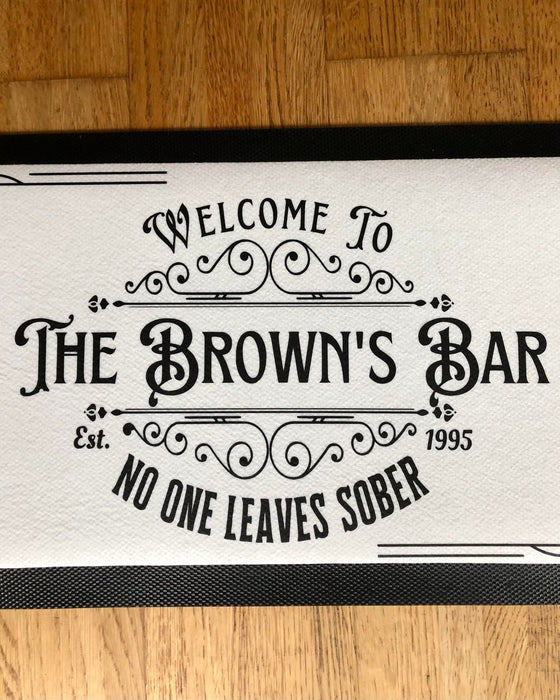 Welcome To
The Brown's Bar
Est. 1995
NO ONE LEAVES SOBER